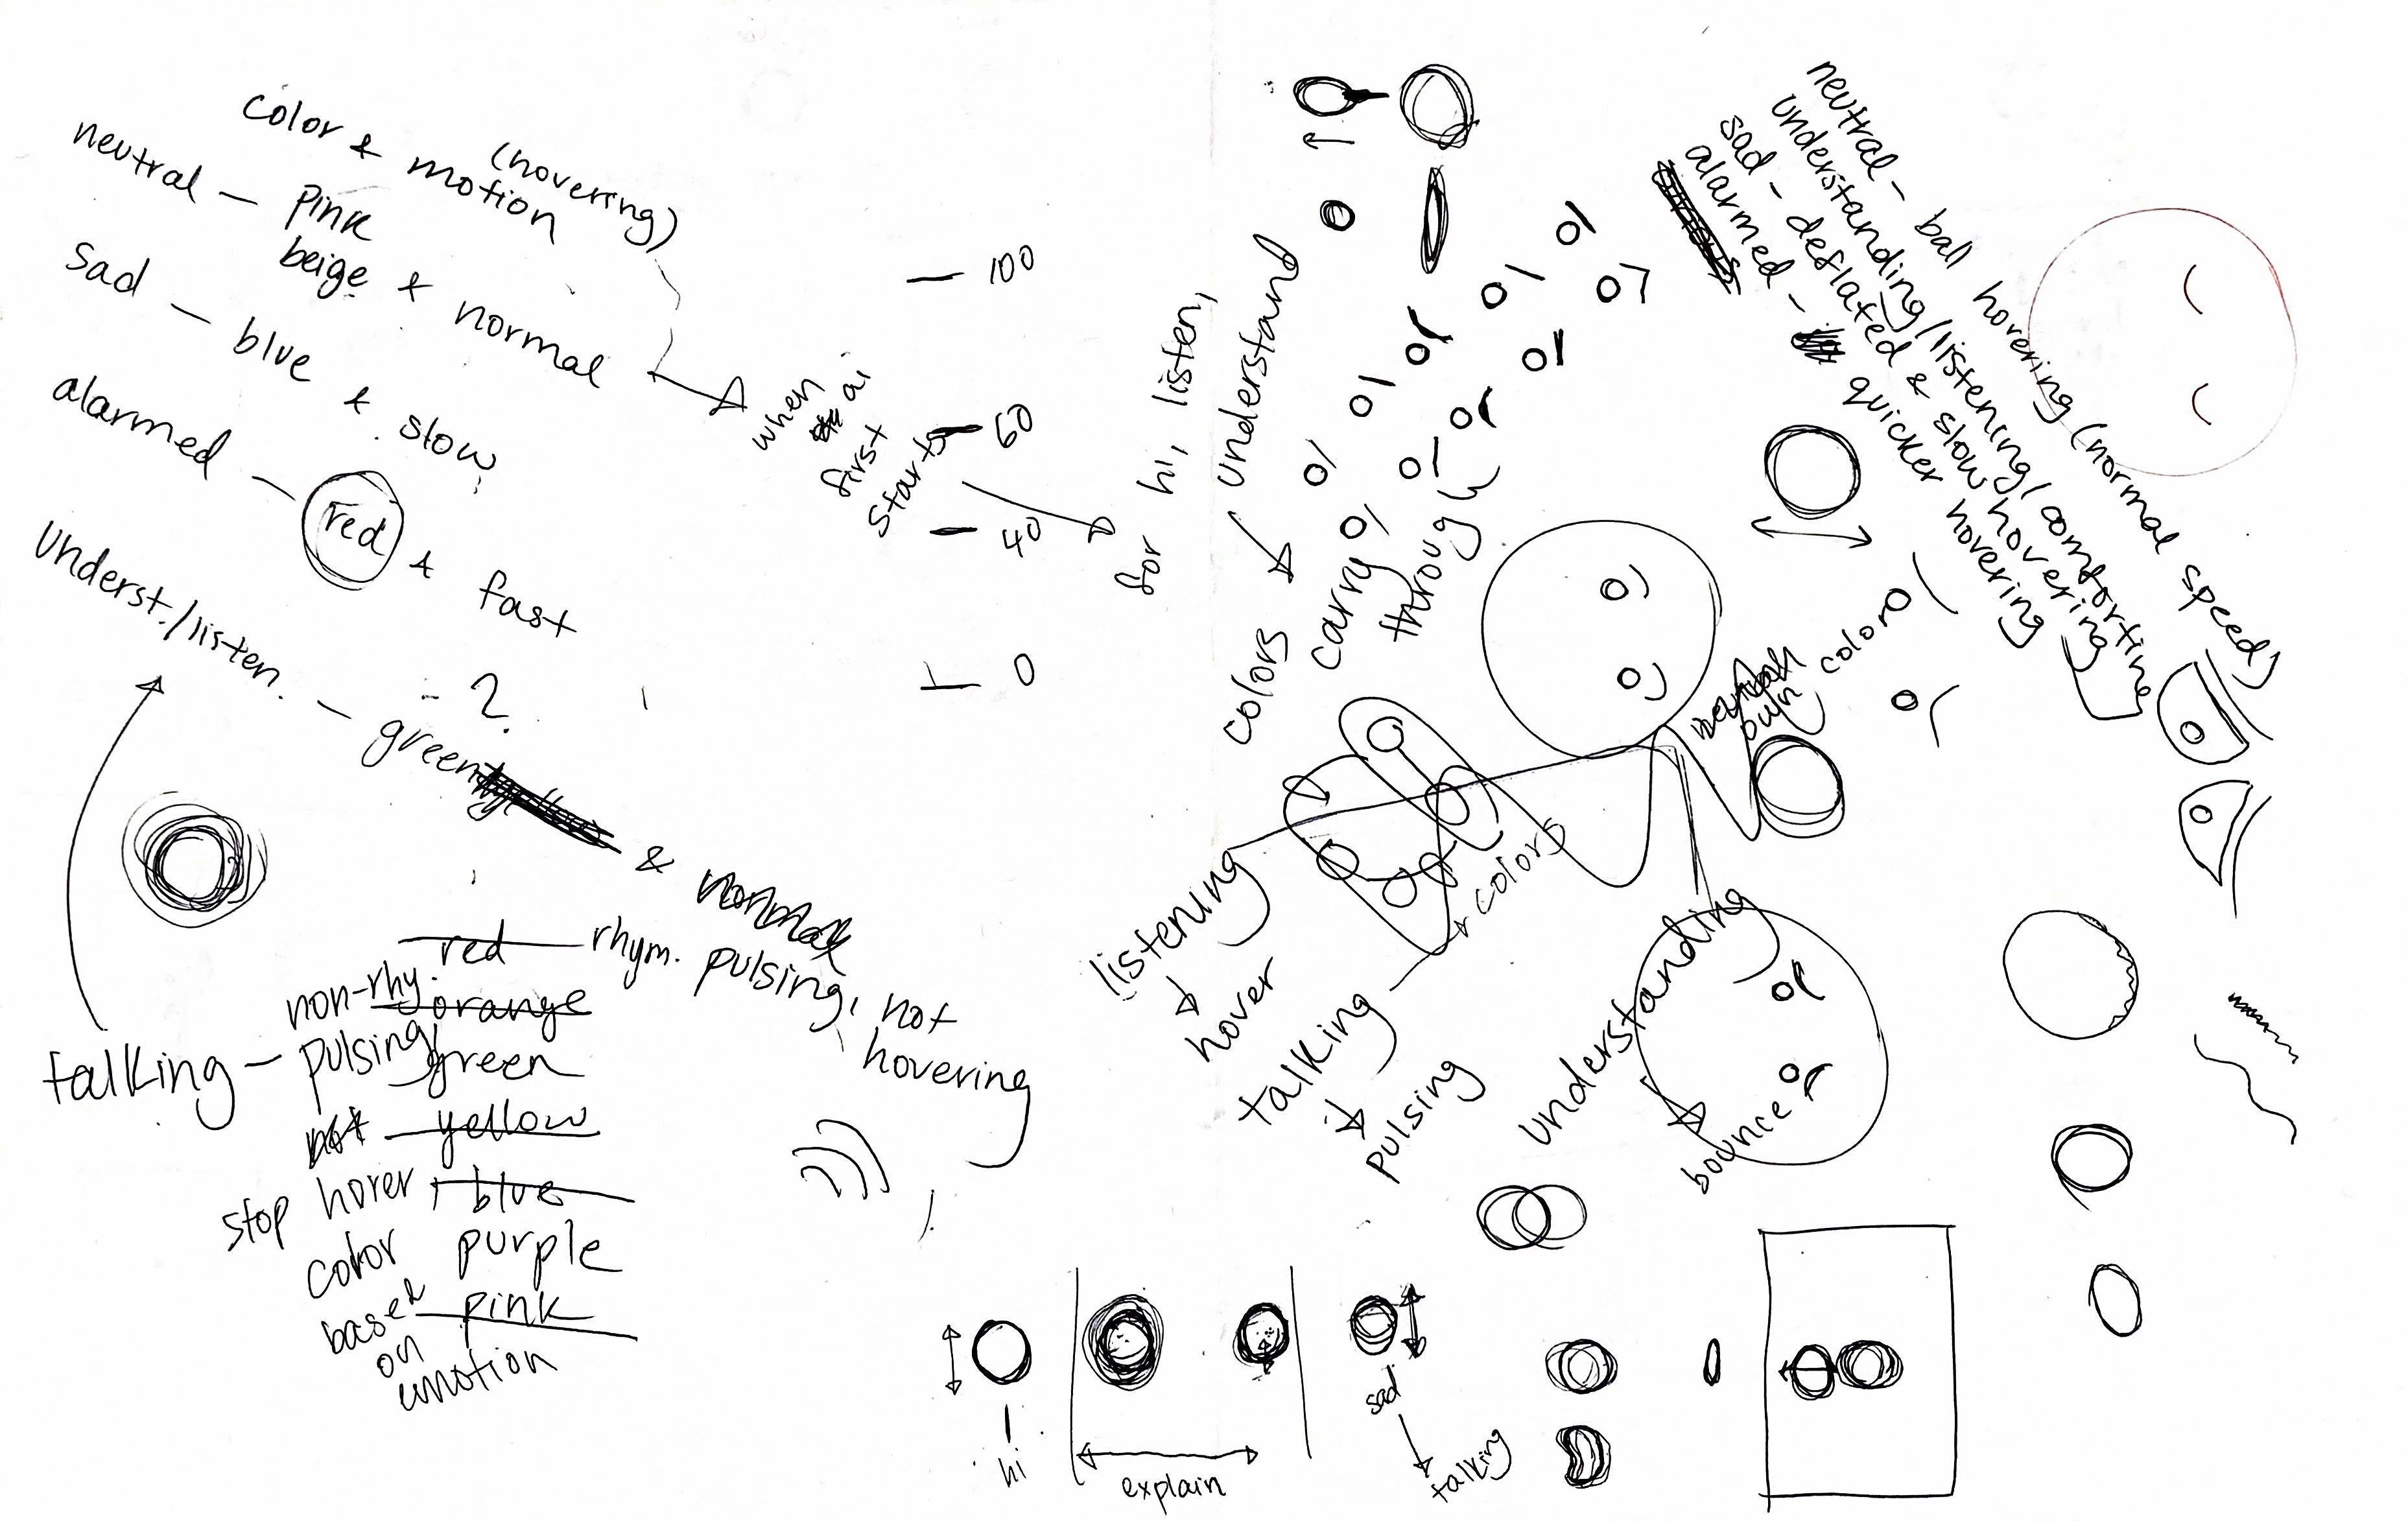 color & motion
(hovering)
neutral — pink
beige & normal
sad — blue & slow
alarmed — red & fast
underst./listen. — - ?
green
& normal
rhym. pulsing, not
hovering
when ai
first
starts
100
60
40
0
for hi, listen,
understand
colors
carry
through
talking — non-rhy.
pulsing
not
stop hover,
color
based
on
emotion
red
orange
green
yellow
blue
purple
pink
neutral - ball hovering (normal speed)
understanding/listening/comforting
sad - deflated & slow hovering
alarmed - quicker hovering
own color
listening
hover
talking
pulsing
+ colors
understanding
bounce
hi
explain
sad
talking